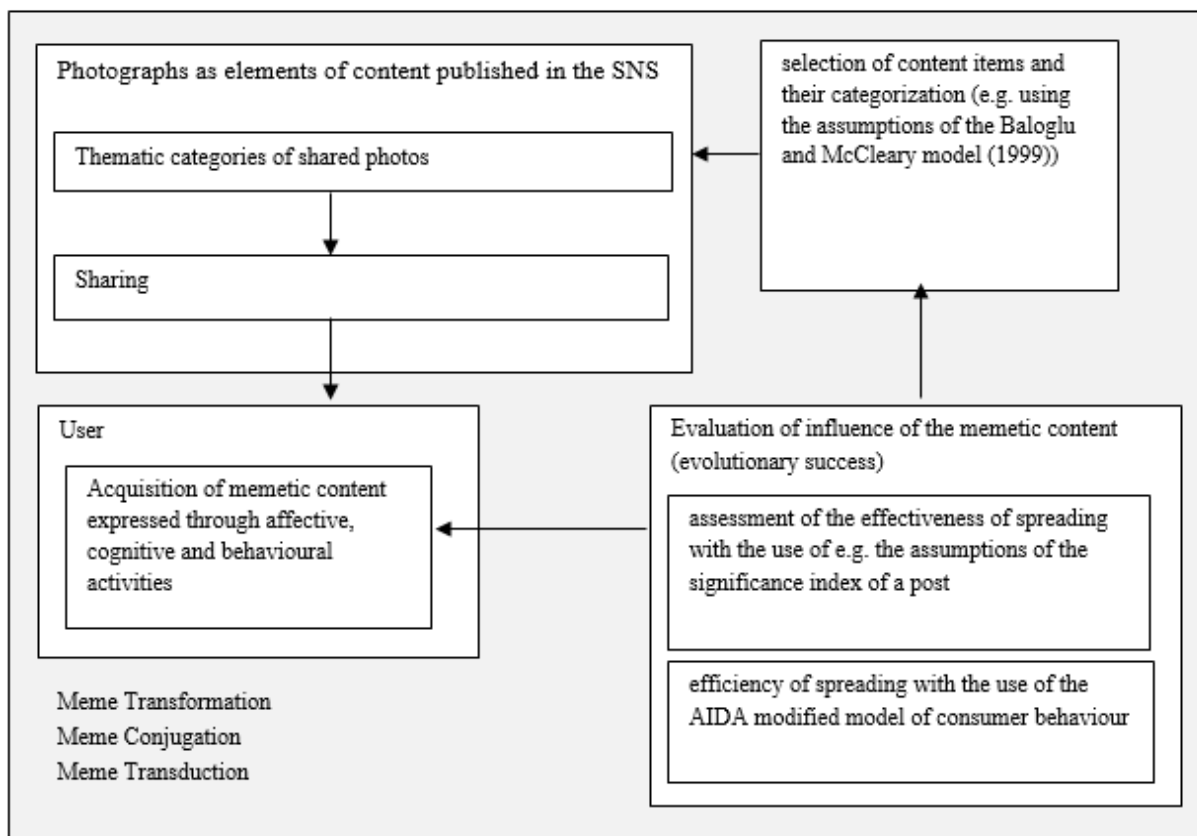 Photographs as elements of content published in the SNS
Thematic categories of shared photos
Sharing
selection of content items and
their categorization (e.g. using
the assumptions of the Baloglu
and McCleary model (1999))
User
Acquisition of memetic content
expressed through affective,
cognitive and behavioural
activities
Evaluation of influence of the memetic content
(evolutionary success)
assessment of the effectiveness of spreading
with the use of e.g. the assumptions of the
significance index of a post
efficiency of spreading with the use of the
AIDA modified model of consumer behaviour
Meme Transformation
Meme Conjugation
Meme Transduction